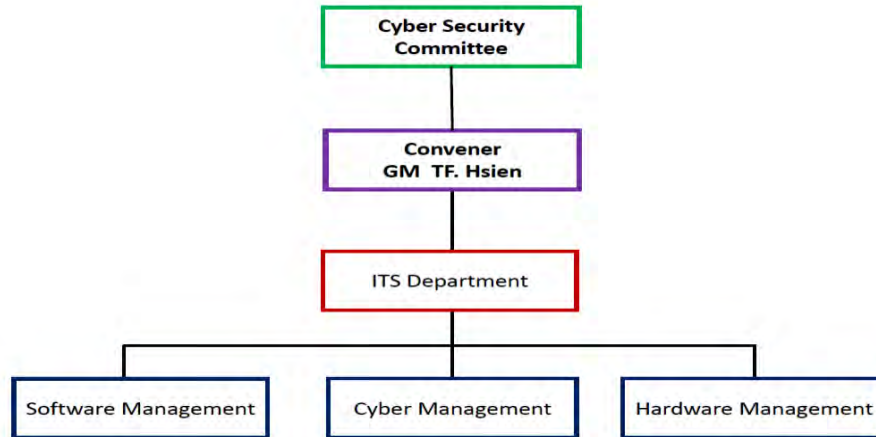 Cyber Security
Committee
Convener
GM TF. Hsien
ITS Department
Software Management
Cyber Management
Hardware Management